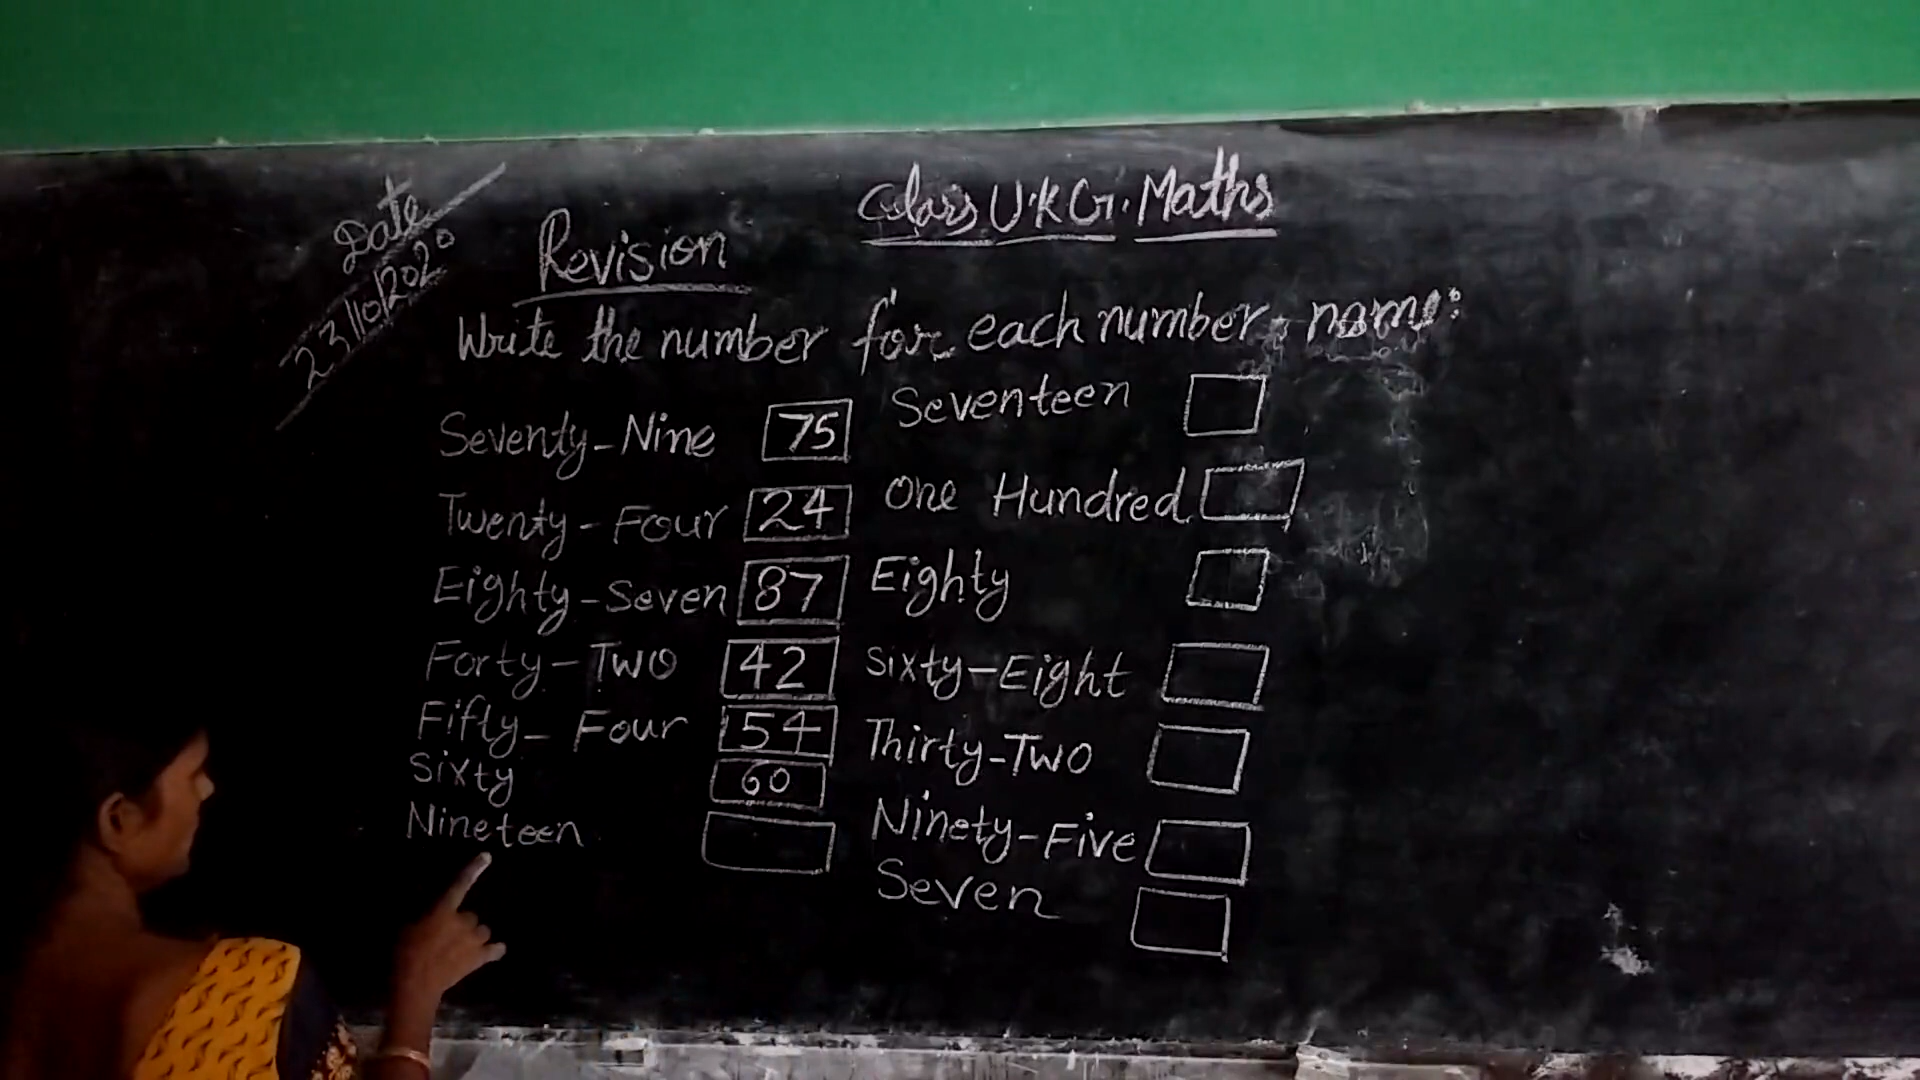 Date
23/10/2020
Class U.K.G. Maths
Revision
Write the number for each number name:
Seventy-Nine 75
Twenty-Four 24
Eighty-Seven 87
Forty-Two 42
Fifty-Four 54
Sixty 60
Nineteen
Seventeen
One Hundred
Eighty
Sixty-Eight
Thirty-Two
Ninety-Five
Seven